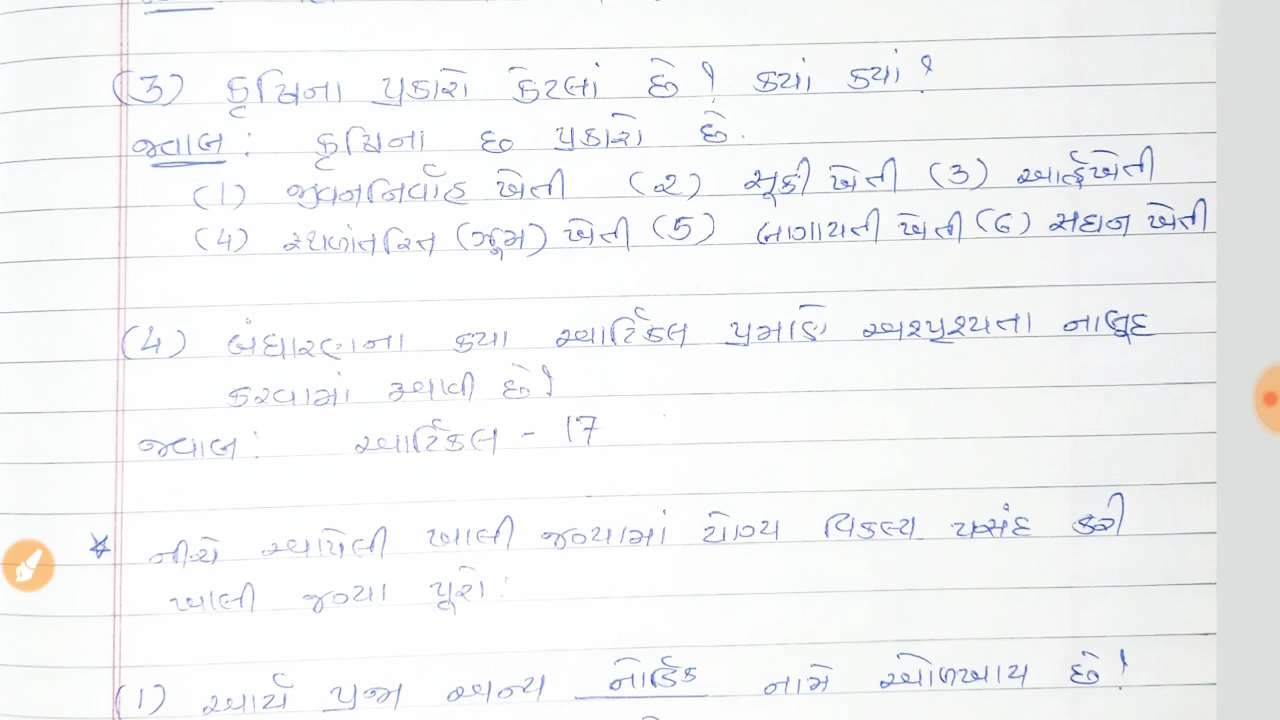 (3) કૃષિના પ્રકારો કેટલાં છે? કયાં કયાં?
જવાબ: કૃષિનાં છ પ્રકારો છે.
(1) જીવનનિર્વાહ ખેતી (૨) સૂકી ખેતી (3) આર્દ્રખેતી
(4) સ્થળાંતરિત (ઝૂમ) ખેતી (5) બાગાયતી ખેતી (૬) સઘન ખેતી
(4) બંધારણના કયા આર્ટિકલ પ્રમાણે અસ્પૃશ્યતા નાબૂદ
કરવામાં આવી છે?
જવાબ: આર્ટિકલ - 17
* નીચે આપેલી ખાલી જગ્યામાં યોગ્ય વિકલ્પ પસંદ કરી
ખાલી જગ્યા પૂરો:
(1) આર્ય પ્રજા અન્ય નોર્ડિક નામે ઓળખાય છે?